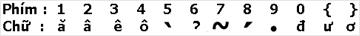 Phím : 1 2 3 4 5 6 7 8 9 0 { }
Chữ : ă â ê ô ` ? ~ ´ . đ ư ơ